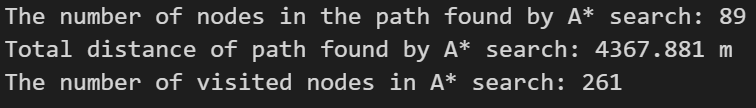 The number of nodes in the path found by A* search: 89
Total distance of path found by A* search: 4367.881 m
The number of visited nodes in A* search: 261